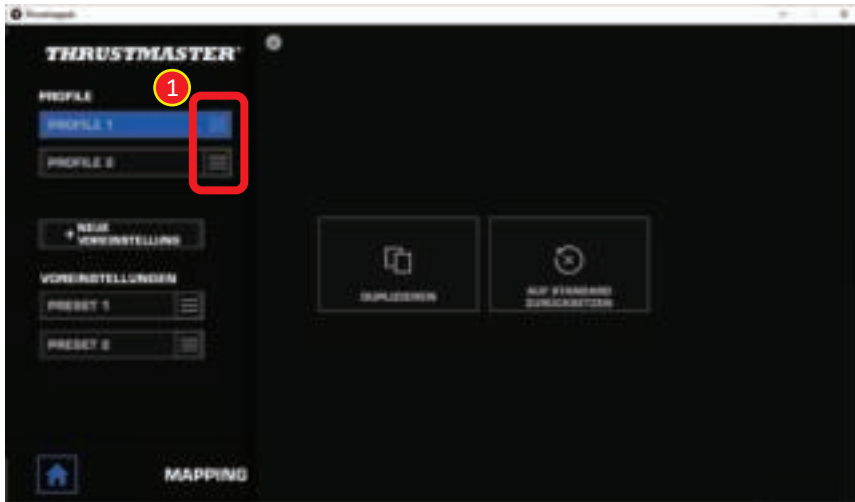 THRUSTMASTER
PROFILE
1
PROFILE 1
PROFILE 2
+ NEUE
VOREINSTELLUNG
VOREINSTELLUNGEN
PRESET 1
PRESET 2
DUPLIZIEREN
AUF STANDARD
ZURÜCKSETZEN
MAPPING